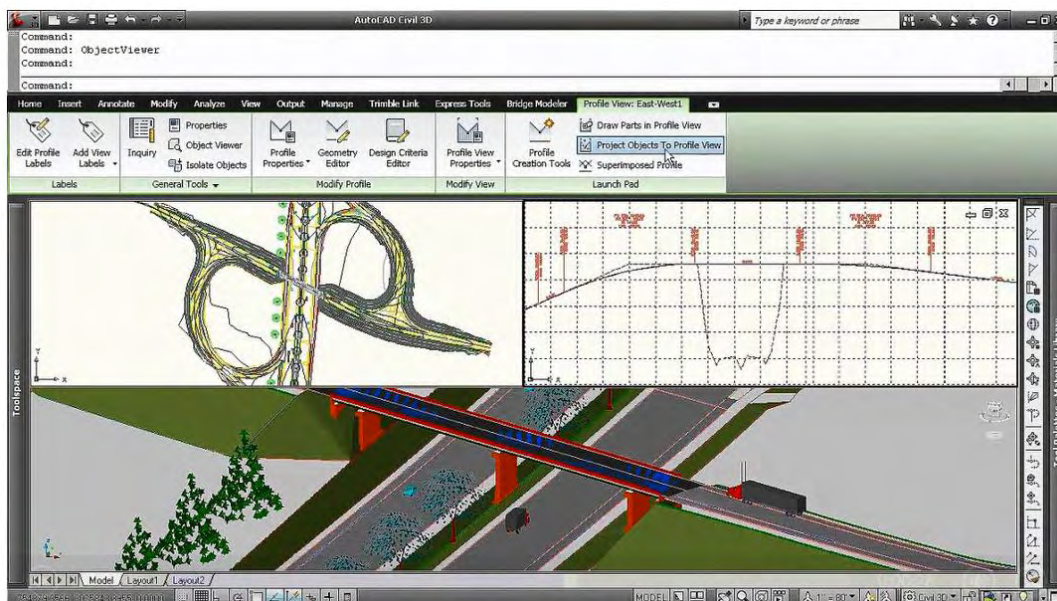 AutoCAD Civil 3D
Type a keyword or phrase
Command:
Command: ObjectViewer
Command:
Command:
Home Insert Annotate Modify Analyze View Output Manage Trimble Link Express Tools Bridge Modeler Profile View: East-West1
Edit Profile Labels
Add View Labels
Labels
Inquiry
Properties
Object Viewer
Isolate Objects
General Tools
Profile Properties
Geometry Editor
Design Criteria Editor
Modify Profile
Profile View Properties
Modify View
Profile Creation Tools
Draw Parts in Profile View
Project Objects To Profile View
Superimposed Profile
Launch Pad
Y
X
Y
X
Toolspace
Model Layout1 Layout2
MODEL
1" = 80'
Civil 3D